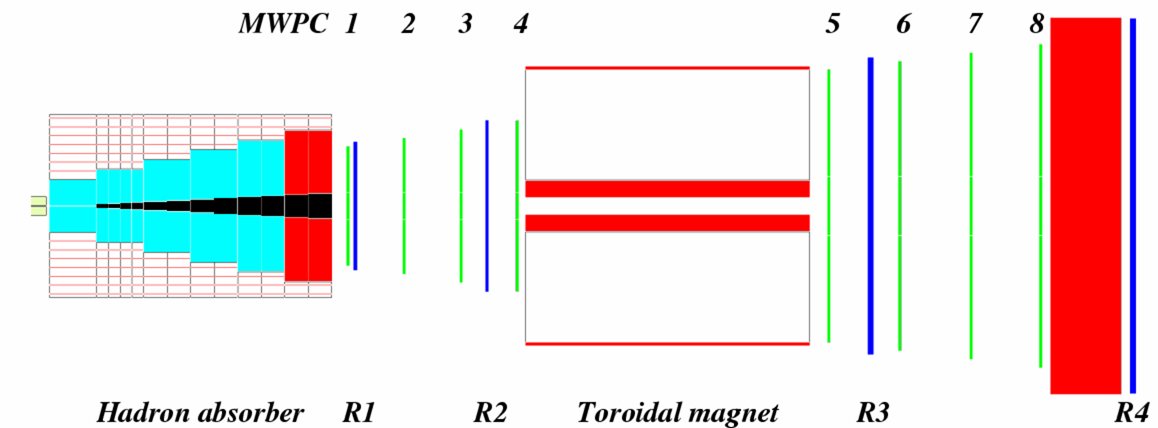 MWPC 1 2 3 4 5 6 7 8
Hadron absorber R1 R2 Toroidal magnet R3 R4